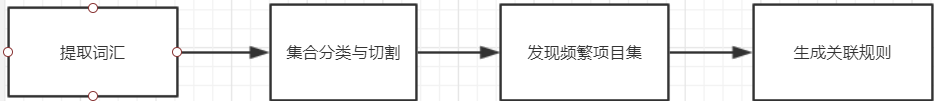 提取词汇
集合分类与切割
发现频繁项目集
生成关联规则